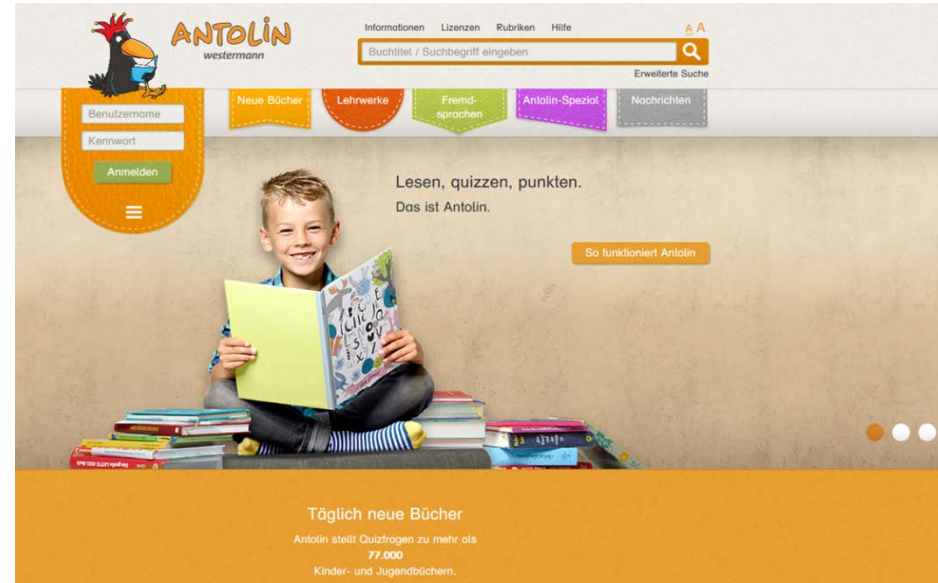 ANTOLIN
westermann
Informationen Lizenzen Rubriken Hilfe A A
Buchtitel / Suchbegriff eingeben
Erweiterte Suche
Benutzername
Kennwort
Anmelden
Neue Bücher
Lehrwerke
Fremd-
sprachen
Antolin-Spezial
Nachrichten
Lesen, quizzen, punkten.
Das ist Antolin.
So funktioniert Antolin
Täglich neue Bücher
Antolin stellt Quizfragen zu mehr als
77.000
Kinder- und Jugendbüchern.